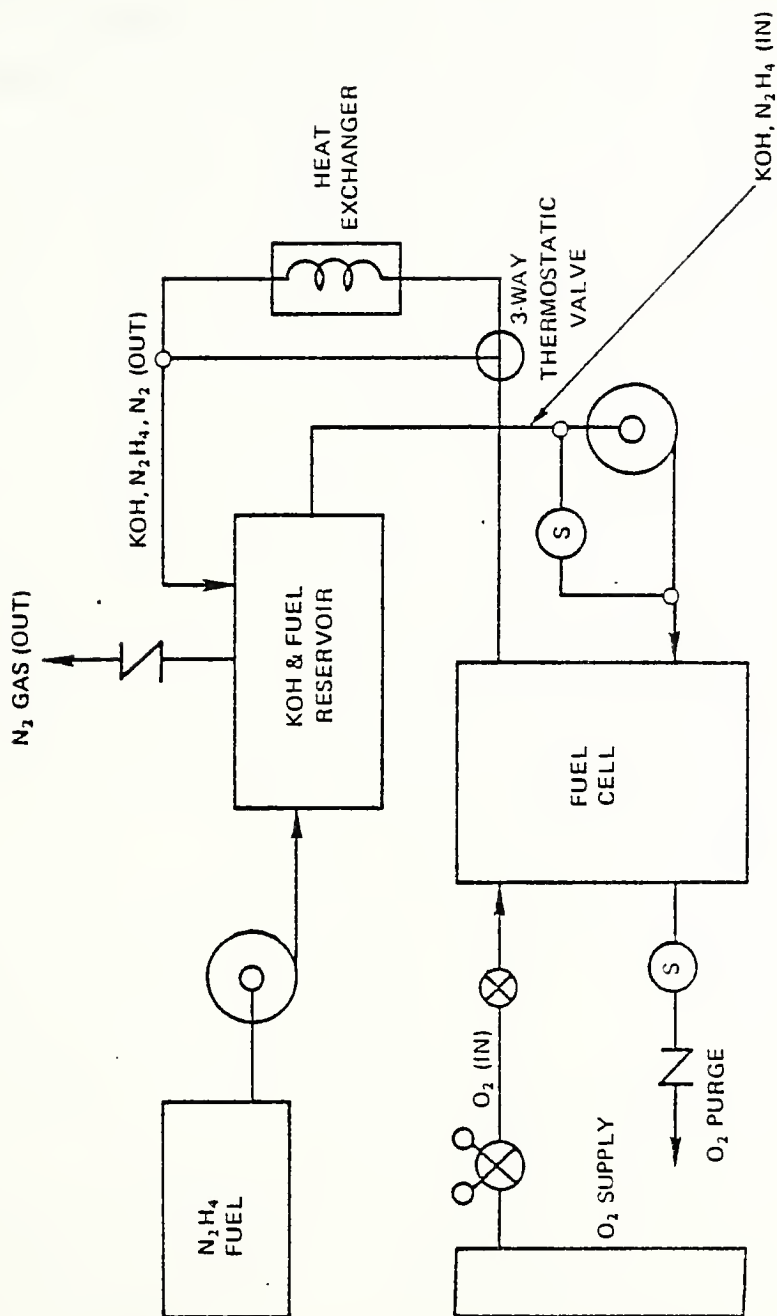 N₂ GAS (OUT)
KOH, N₂H₄, N₂ (OUT)
HEAT
EXCHANGER
N₂H₄
FUEL
KOH & FUEL
RESERVOIR
3-WAY
THERMOSTATIC
VALVE
S
O₂ (IN)
O₂ SUPPLY
FUEL
CELL
S
O₂ PURGE
KOH, N₂H₄ (IN)